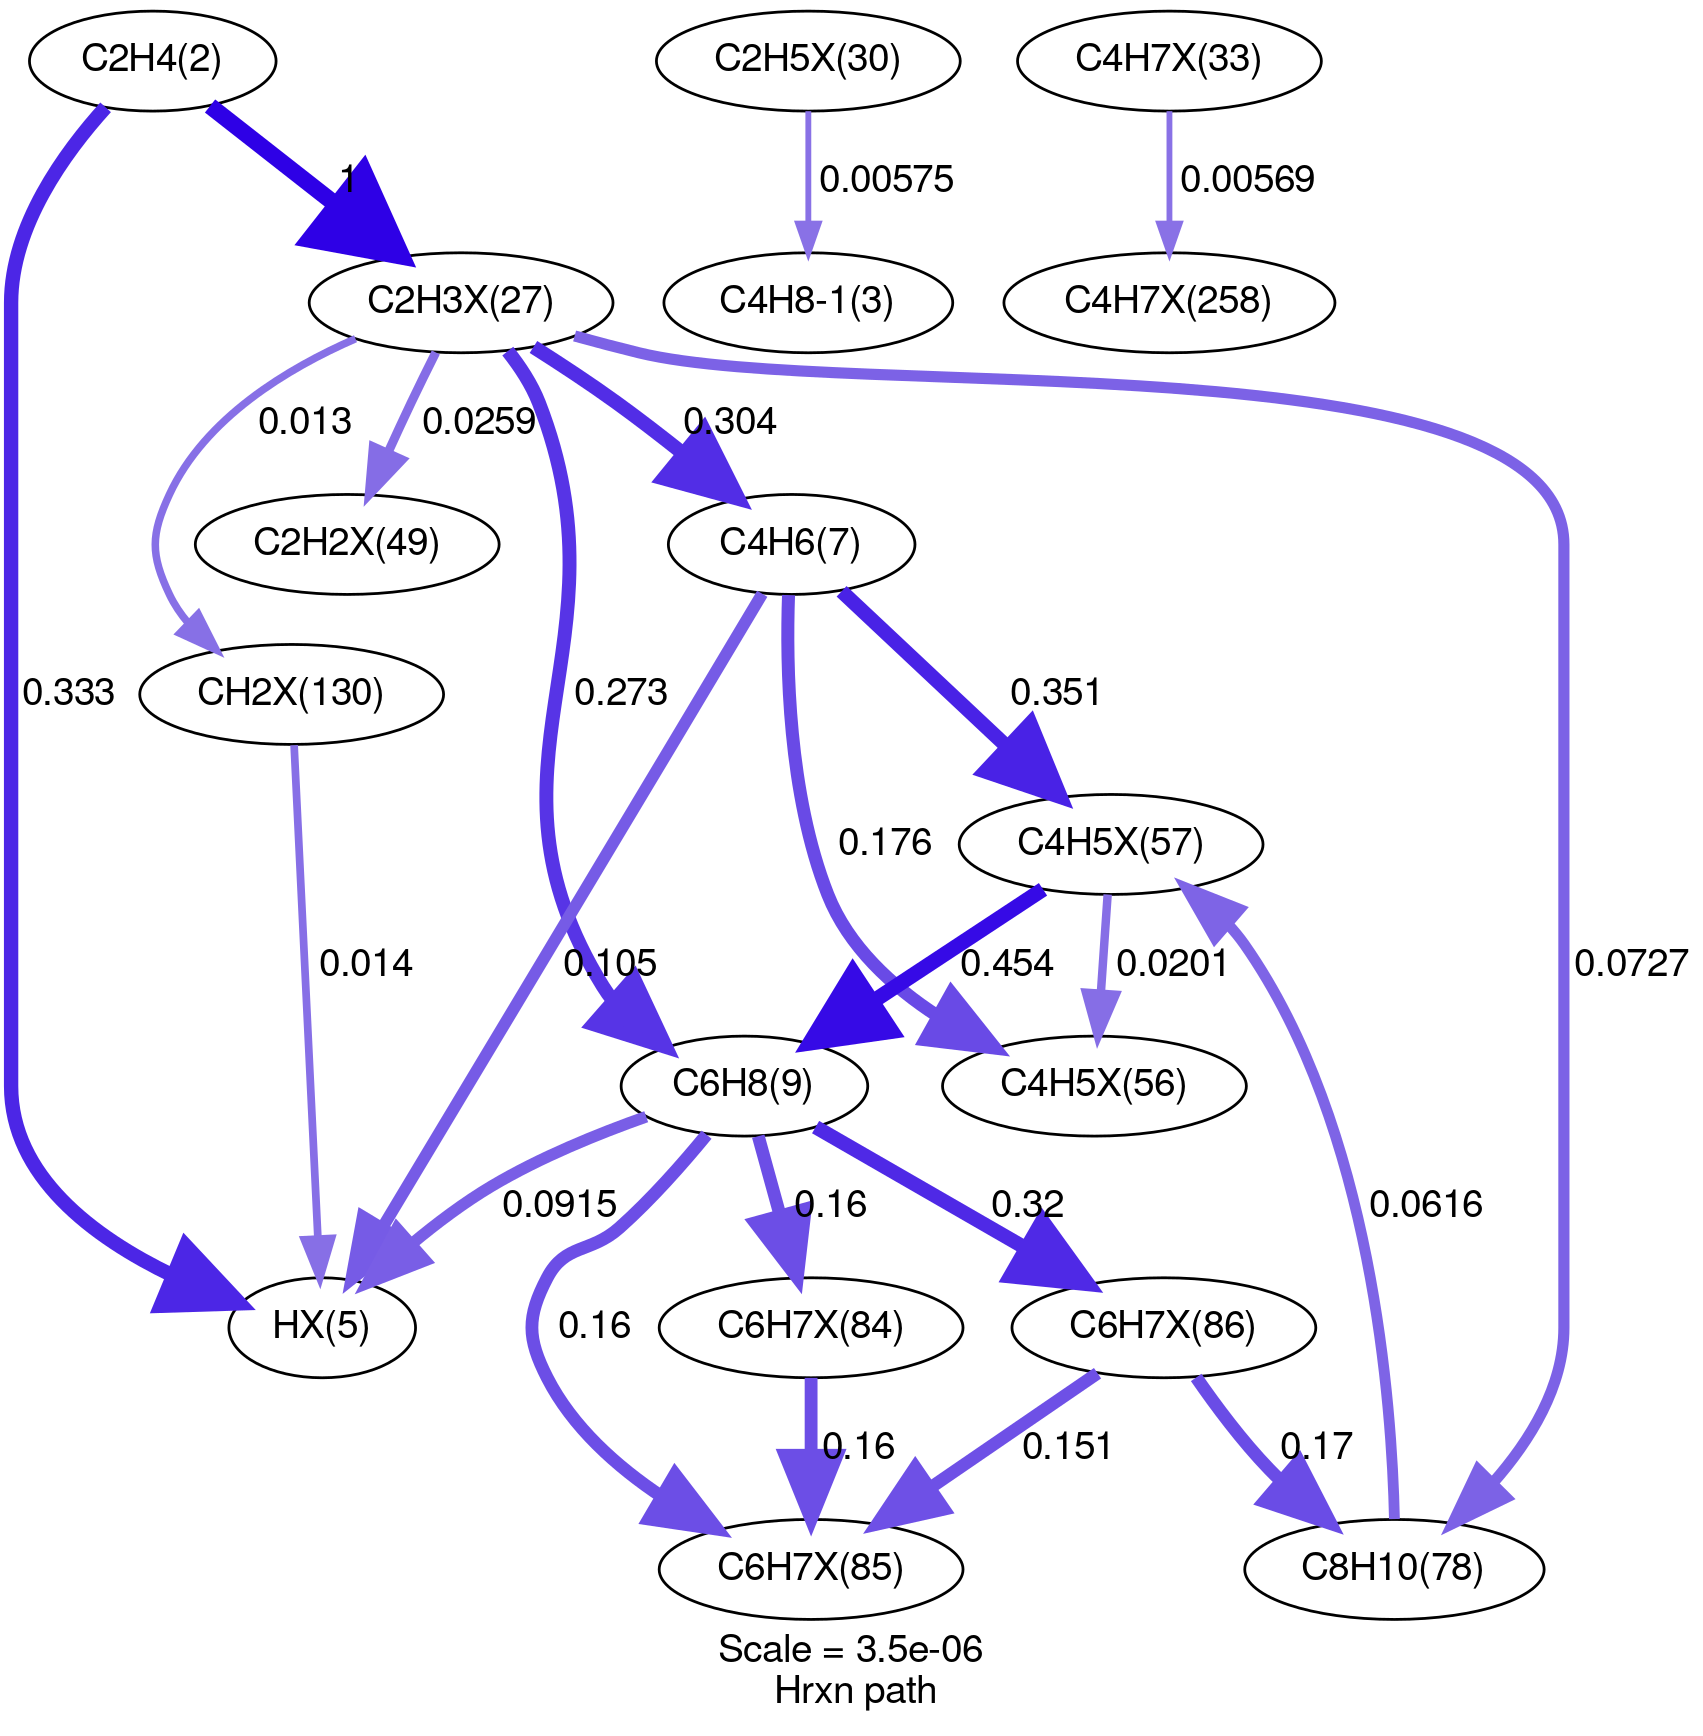 C2H4(2)
C2H5X(30)
C4H7X(33)
1
0.00575
0.00569
C2H3X(27)
C4H8-1(3)
C4H7X(258)
0.013
0.0259
0.304
C2H2X(49)
C4H6(7)
0.333
CH2X(130)
0.273
0.351
0.176
C4H5X(57)
0.014
0.105
0.454
0.0201
0.0727
C6H8(9)
C4H5X(56)
0.0915
0.16
0.32
0.0616
HX(5)
0.16
C6H7X(84)
C6H7X(86)
0.16
0.151
0.17
C6H7X(85)
C8H10(78)
Scale = 3.5e-06
Hrxn path